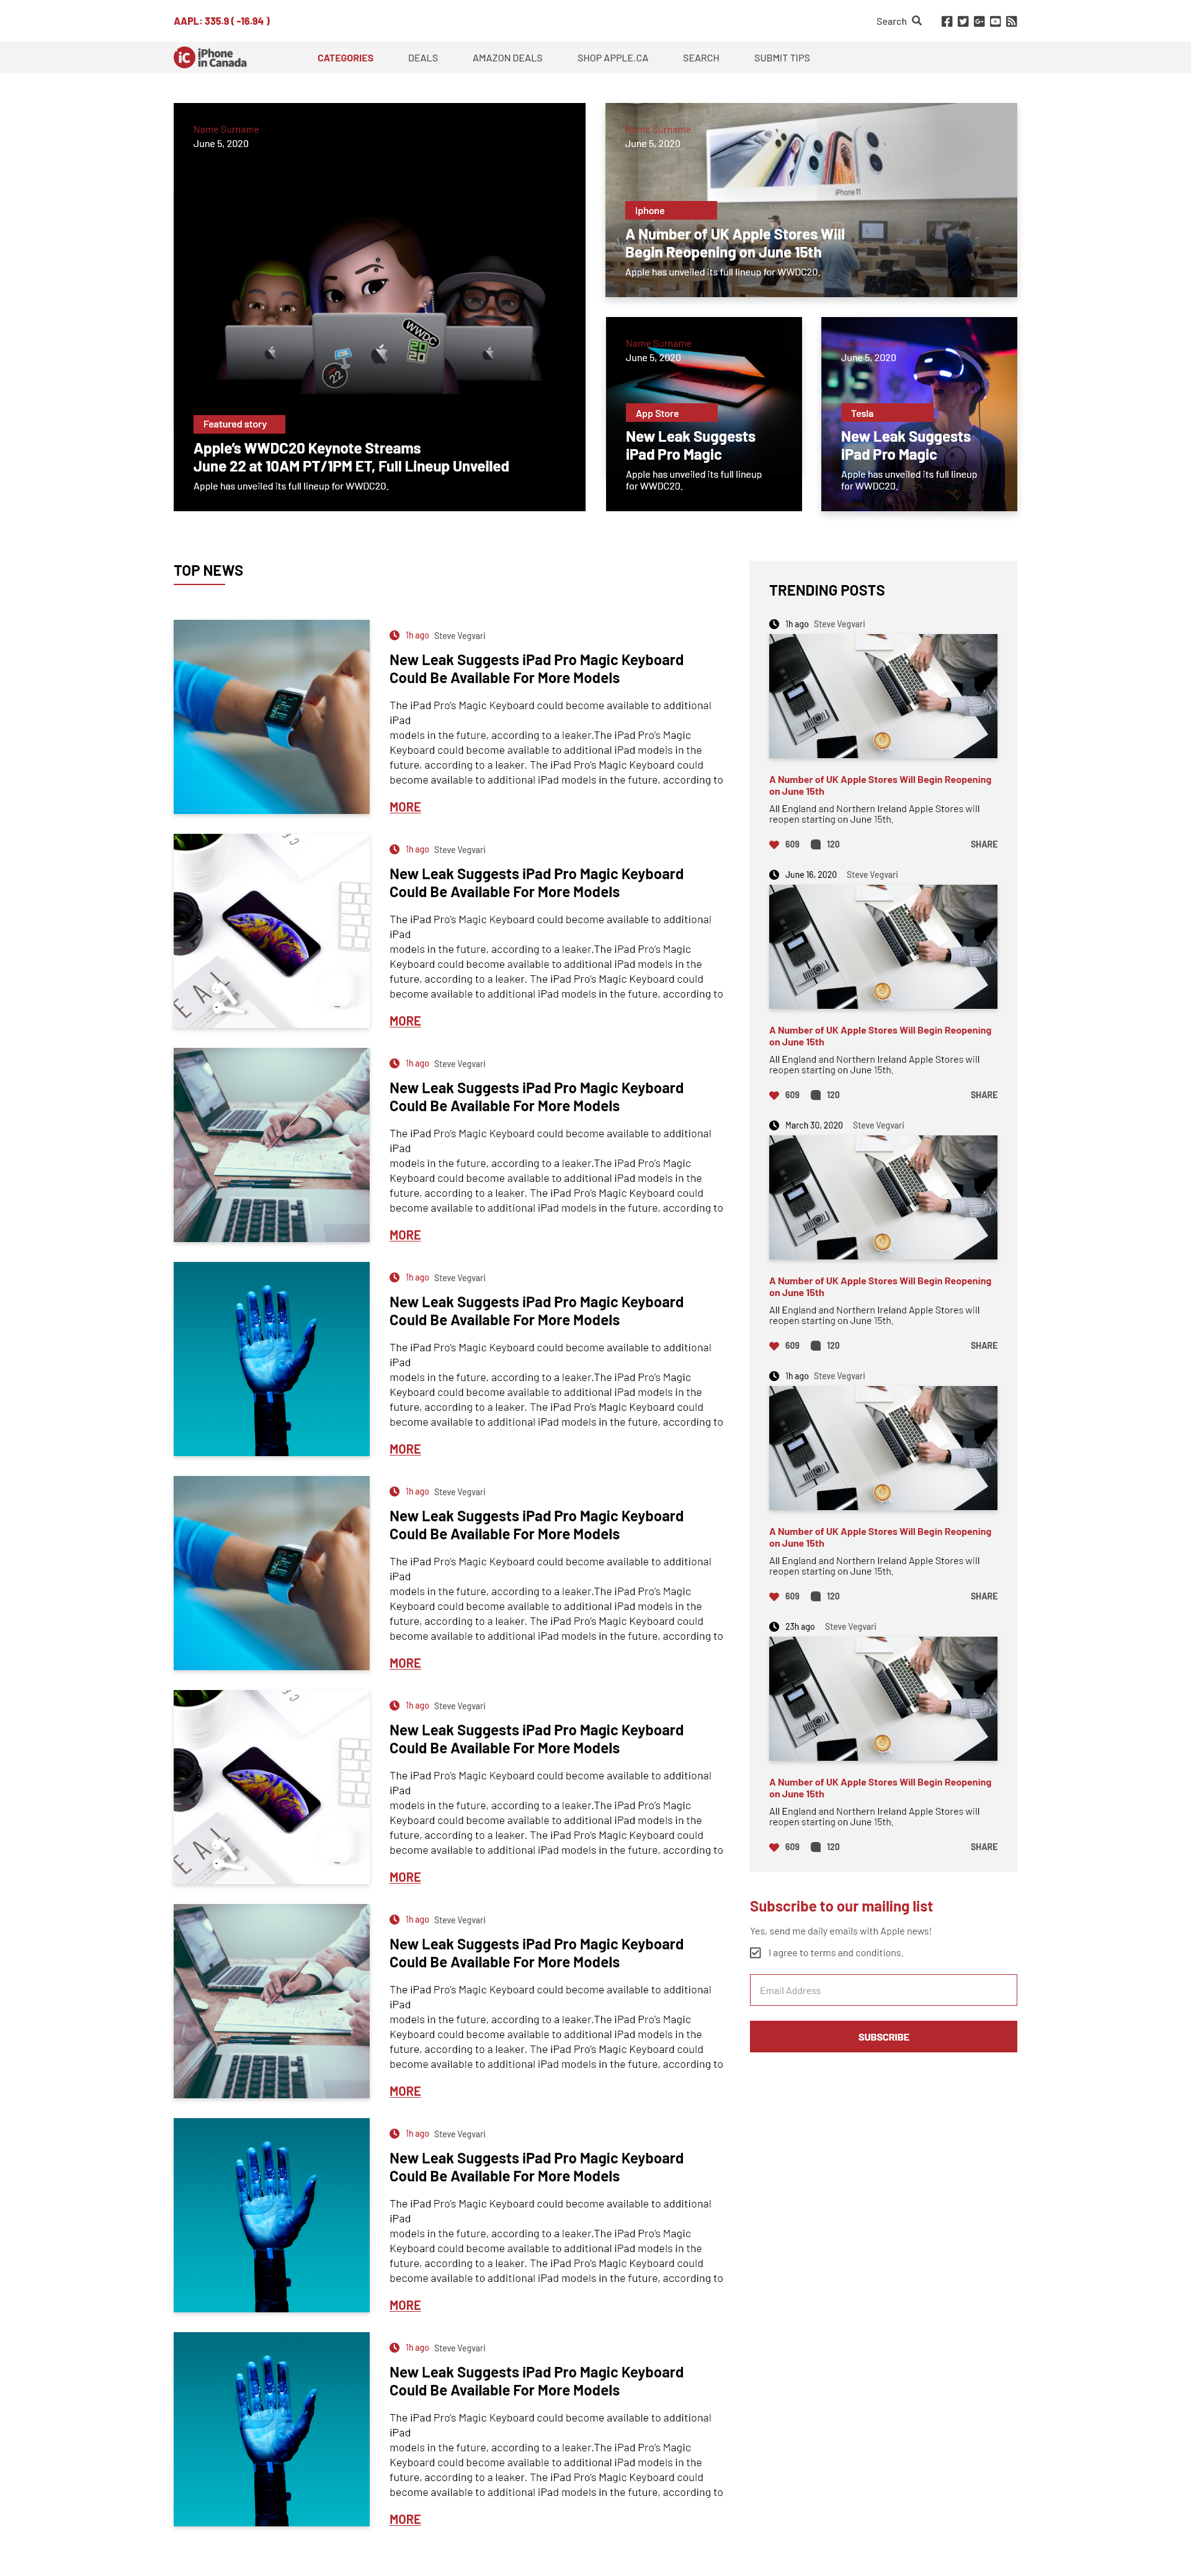 AAPL: 335.9 ( -16.94 )
Search
iC iPhone
in Canada
CATEGORIES
DEALS
AMAZON DEALS
SHOP APPLE.CA
SEARCH
SUBMIT TIPS
Name Surname
June 5, 2020
WWDC
20
20
22
Featured story
Apple’s WWDC20 Keynote Streams
June 22 at 10AM PT/1PM ET, Full Lineup Unveiled
Apple has unveiled its full lineup for WWDC20.
Name Surname
June 5, 2020
iPhone 11
Iphone
A Number of UK Apple Stores Will
Begin Reopening on June 15th
Apple has unveiled its full lineup for WWDC20.
Name Surname
June 5, 2020
App Store
New Leak Suggests
iPad Pro Magic
Apple has unveiled its full lineup
for WWDC20.
Name Surname
June 5, 2020
Tesla
New Leak Suggests
iPad Pro Magic
Apple has unveiled its full lineup
for WWDC20.
TOP NEWS
1h ago Steve Vegvari
New Leak Suggests iPad Pro Magic Keyboard
Could Be Available For More Models
The iPad Pro’s Magic Keyboard could become available to additional
iPad
models in the future, according to a leaker.The iPad Pro’s Magic
Keyboard could become available to additional iPad models in the
future, according to a leaker. The iPad Pro’s Magic Keyboard could
become available to additional iPad models in the future, according to
MORE
1h ago Steve Vegvari
New Leak Suggests iPad Pro Magic Keyboard
Could Be Available For More Models
The iPad Pro’s Magic Keyboard could become available to additional
iPad
models in the future, according to a leaker.The iPad Pro’s Magic
Keyboard could become available to additional iPad models in the
future, according to a leaker. The iPad Pro’s Magic Keyboard could
become available to additional iPad models in the future, according to
MORE
1h ago Steve Vegvari
New Leak Suggests iPad Pro Magic Keyboard
Could Be Available For More Models
The iPad Pro’s Magic Keyboard could become available to additional
iPad
models in the future, according to a leaker.The iPad Pro’s Magic
Keyboard could become available to additional iPad models in the
future, according to a leaker. The iPad Pro’s Magic Keyboard could
become available to additional iPad models in the future, according to
MORE
1h ago Steve Vegvari
New Leak Suggests iPad Pro Magic Keyboard
Could Be Available For More Models
The iPad Pro’s Magic Keyboard could become available to additional
iPad
models in the future, according to a leaker.The iPad Pro’s Magic
Keyboard could become available to additional iPad models in the
future, according to a leaker. The iPad Pro’s Magic Keyboard could
become available to additional iPad models in the future, according to
MORE
1h ago Steve Vegvari
New Leak Suggests iPad Pro Magic Keyboard
Could Be Available For More Models
The iPad Pro’s Magic Keyboard could become available to additional
iPad
models in the future, according to a leaker.The iPad Pro’s Magic
Keyboard could become available to additional iPad models in the
future, according to a leaker. The iPad Pro’s Magic Keyboard could
become available to additional iPad models in the future, according to
MORE
1h ago Steve Vegvari
New Leak Suggests iPad Pro Magic Keyboard
Could Be Available For More Models
The iPad Pro’s Magic Keyboard could become available to additional
iPad
models in the future, according to a leaker.The iPad Pro’s Magic
Keyboard could become available to additional iPad models in the
future, according to a leaker. The iPad Pro’s Magic Keyboard could
become available to additional iPad models in the future, according to
MORE
1h ago Steve Vegvari
New Leak Suggests iPad Pro Magic Keyboard
Could Be Available For More Models
The iPad Pro’s Magic Keyboard could become available to additional
iPad
models in the future, according to a leaker.The iPad Pro’s Magic
Keyboard could become available to additional iPad models in the
future, according to a leaker. The iPad Pro’s Magic Keyboard could
become available to additional iPad models in the future, according to
MORE
1h ago Steve Vegvari
New Leak Suggests iPad Pro Magic Keyboard
Could Be Available For More Models
The iPad Pro’s Magic Keyboard could become available to additional
iPad
models in the future, according to a leaker.The iPad Pro’s Magic
Keyboard could become available to additional iPad models in the
future, according to a leaker. The iPad Pro’s Magic Keyboard could
become available to additional iPad models in the future, according to
MORE
1h ago Steve Vegvari
New Leak Suggests iPad Pro Magic Keyboard
Could Be Available For More Models
The iPad Pro’s Magic Keyboard could become available to additional
iPad
models in the future, according to a leaker.The iPad Pro’s Magic
Keyboard could become available to additional iPad models in the
future, according to a leaker. The iPad Pro’s Magic Keyboard could
become available to additional iPad models in the future, according to
MORE
TRENDING POSTS
1h ago Steve Vegvari
A Number of UK Apple Stores Will Begin Reopening
on June 15th
All England and Northern Ireland Apple Stores will
reopen starting on June 15th.
609 120 SHARE
June 16, 2020 Steve Vegvari
A Number of UK Apple Stores Will Begin Reopening
on June 15th
All England and Northern Ireland Apple Stores will
reopen starting on June 15th.
609 120 SHARE
March 30, 2020 Steve Vegvari
A Number of UK Apple Stores Will Begin Reopening
on June 15th
All England and Northern Ireland Apple Stores will
reopen starting on June 15th.
609 120 SHARE
1h ago Steve Vegvari
A Number of UK Apple Stores Will Begin Reopening
on June 15th
All England and Northern Ireland Apple Stores will
reopen starting on June 15th.
609 120 SHARE
23h ago Steve Vegvari
A Number of UK Apple Stores Will Begin Reopening
on June 15th
All England and Northern Ireland Apple Stores will
reopen starting on June 15th.
609 120 SHARE
Subscribe to our mailing list
Yes, send me daily emails with Apple news!
I agree to terms and conditions.
Email Address
SUBSCRIBE